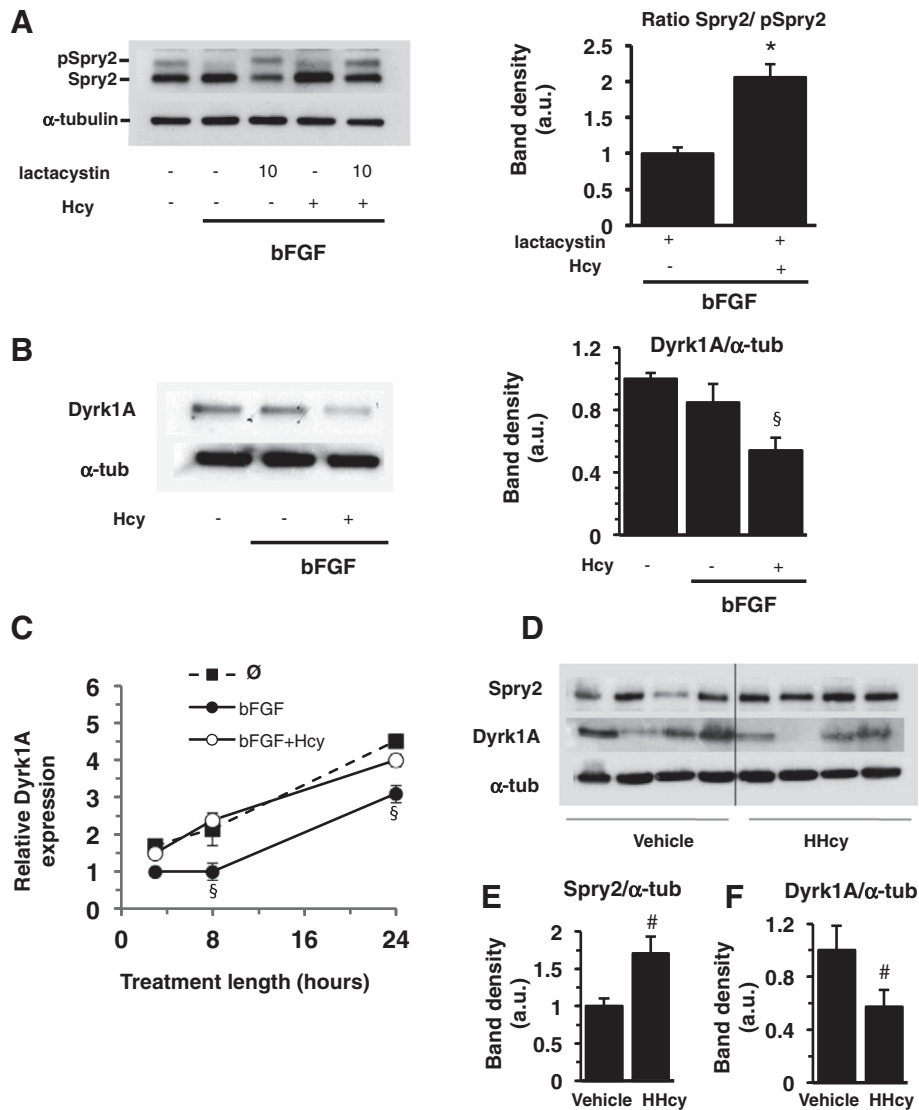 A
pSpry2
Spry2
α-tubulin
lactacystin - - 10 - 10
Hcy - - - + +
bFGF
Ratio Spry2/ pSpry2
Band density
(a.u.)
2.5
2
1.5
1
0.5
0
*
lactacystin + +
Hcy - +
bFGF
B
Dyrk1A
α-tub
Hcy - - +
bFGF
Dyrk1A/α-tub
Band density
(a.u.)
1.2
0.8
0.4
0
§
Hcy - - +
bFGF
C
Ø
bFGF
bFGF+Hcy
Relative Dyrk1A
expression
6
5
4
3
2
1
0
§
§
0 8 16 24
Treatment length (hours)
D
Spry2
Dyrk1A
α-tub
Vehicle HHcy
E
Spry2/α-tub
Band density
(a.u.)
2
1.5
1
0.5
0
#
Vehicle HHcy
F
Dyrk1A/α-tub
Band density
(a.u.)
1.2
0.8
0.4
0
#
Vehicle HHcy